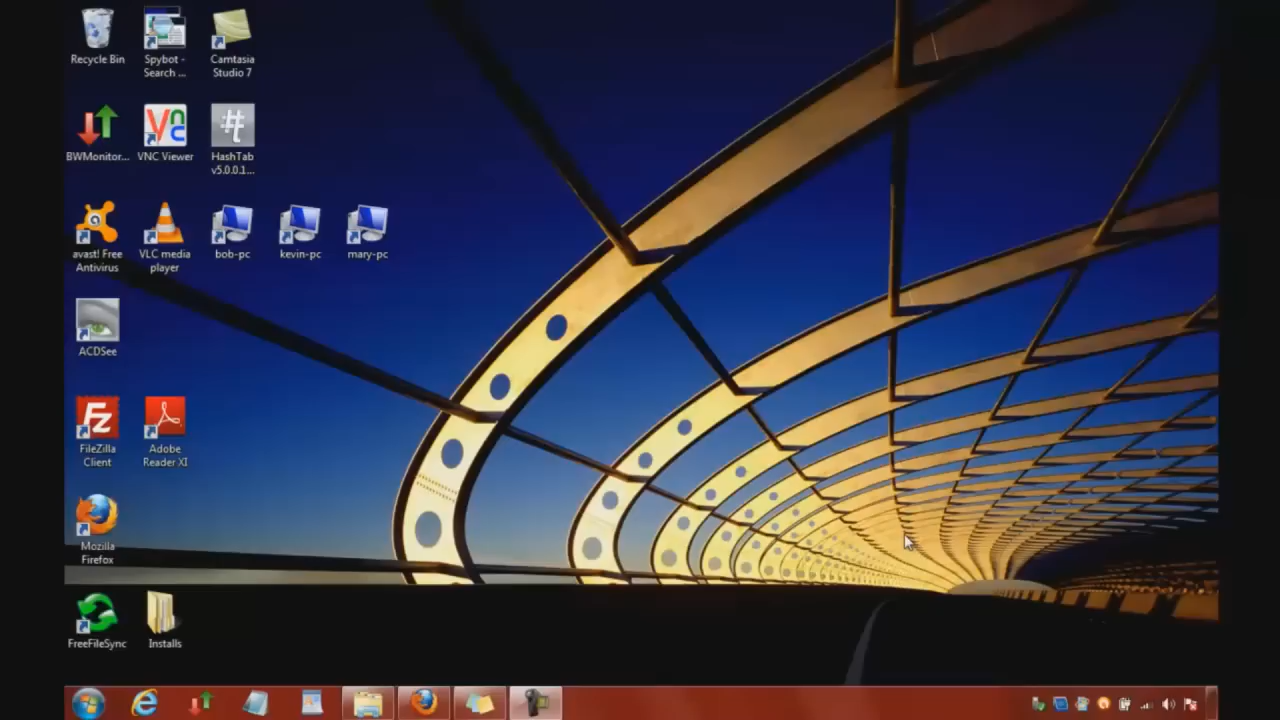 Recycle Bin
Spybot -
Search ...
Camtasia
Studio 7
BWMonitor...
VNC Viewer
HashTab
v5.0.0.1...
avast! Free
Antivirus
VLC media
player
bob-pc
kevin-pc
mary-pc
ACDSee
FileZilla
Client
Adobe
Reader XI
Mozilla
Firefox
FreeFileSync
Installs